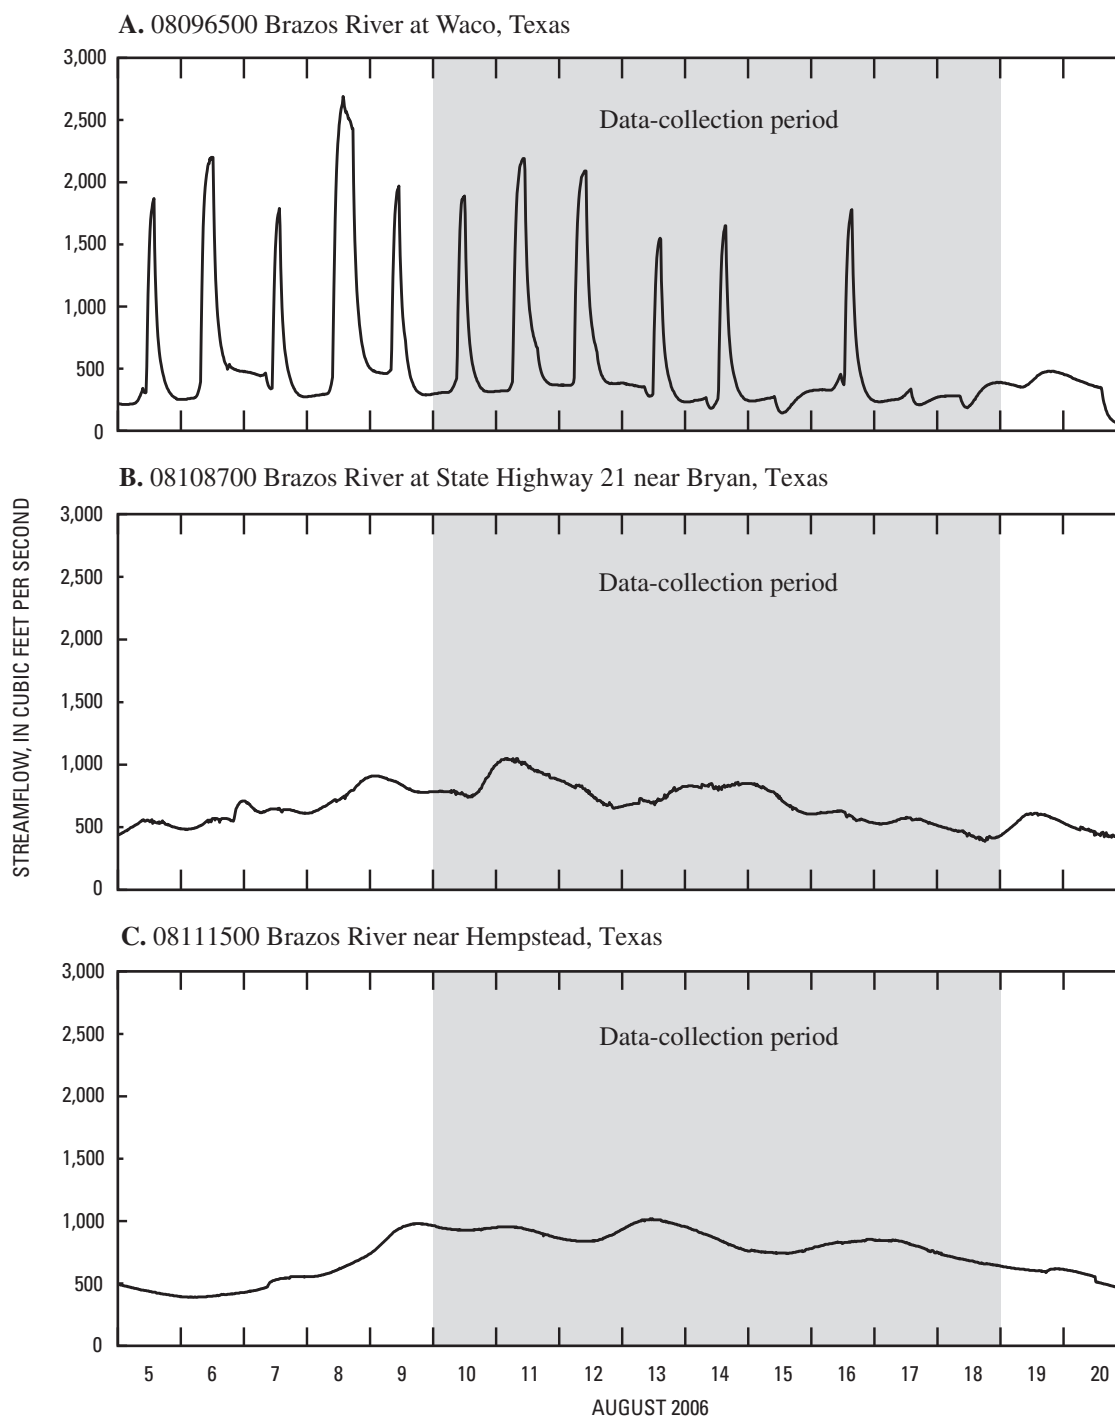 A. 08096500 Brazos River at Waco, Texas
3,000
2,500
2,000
1,500
1,000
500
0
Data-collection period
B. 08108700 Brazos River at State Highway 21 near Bryan, Texas
3,000
2,500
2,000
1,500
1,000
500
0
Data-collection period
STREAMFLOW, IN CUBIC FEET PER SECOND
C. 08111500 Brazos River near Hempstead, Texas
3,000
2,500
2,000
1,500
1,000
500
0
Data-collection period
5 6 7 8 9 10 11 12 13 14 15 16 17 18 19 20
AUGUST 2006